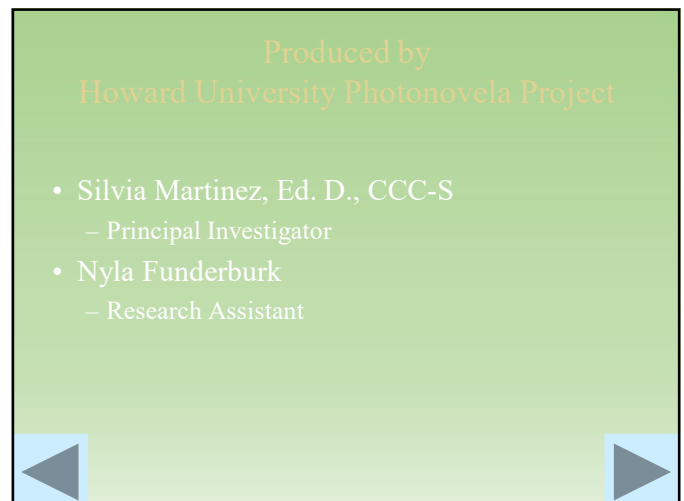 Produced by
Howard University Photonovela Project
• Silvia Martinez, Ed. D., CCC-S
– Principal Investigator
• Nyla Funderburk
– Research Assistant